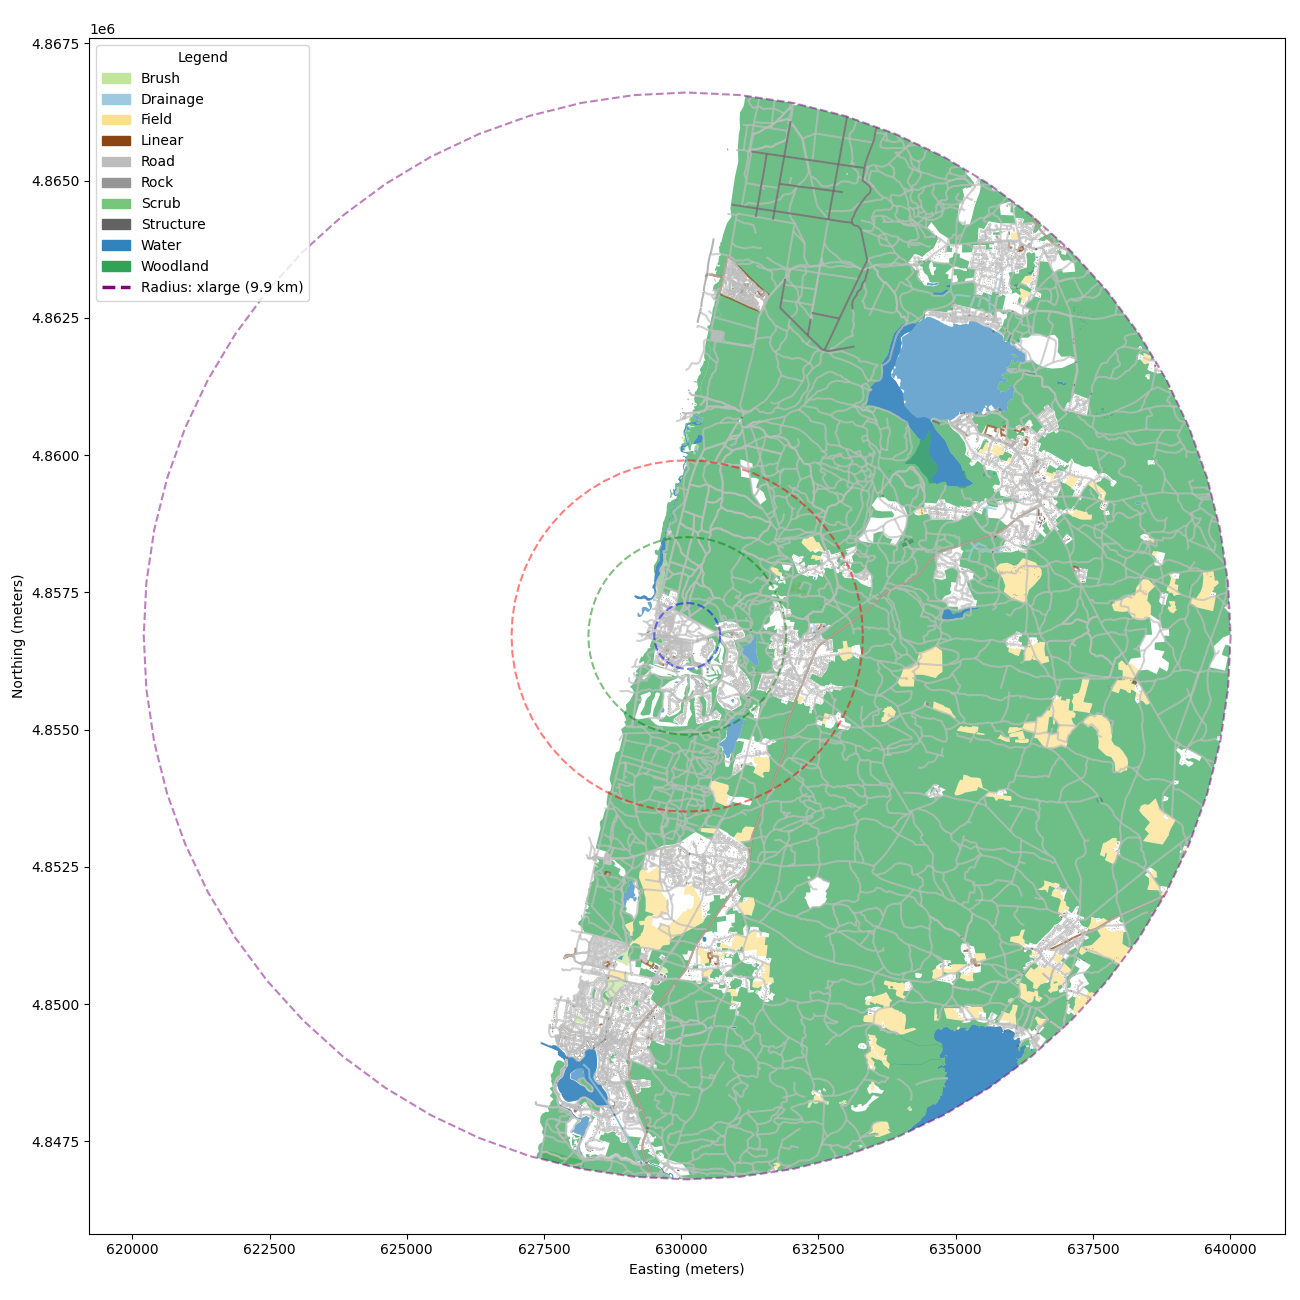 1e6
4.8675
4.8650
4.8625
4.8600
4.8575
4.8550
4.8525
4.8500
4.8475
Northing (meters)
Legend
Brush
Drainage
Field
Linear
Road
Rock
Scrub
Structure
Water
Woodland
Radius: xlarge (9.9 km)
620000 622500 625000 627500 630000 632500 635000 637500 640000
Easting (meters)